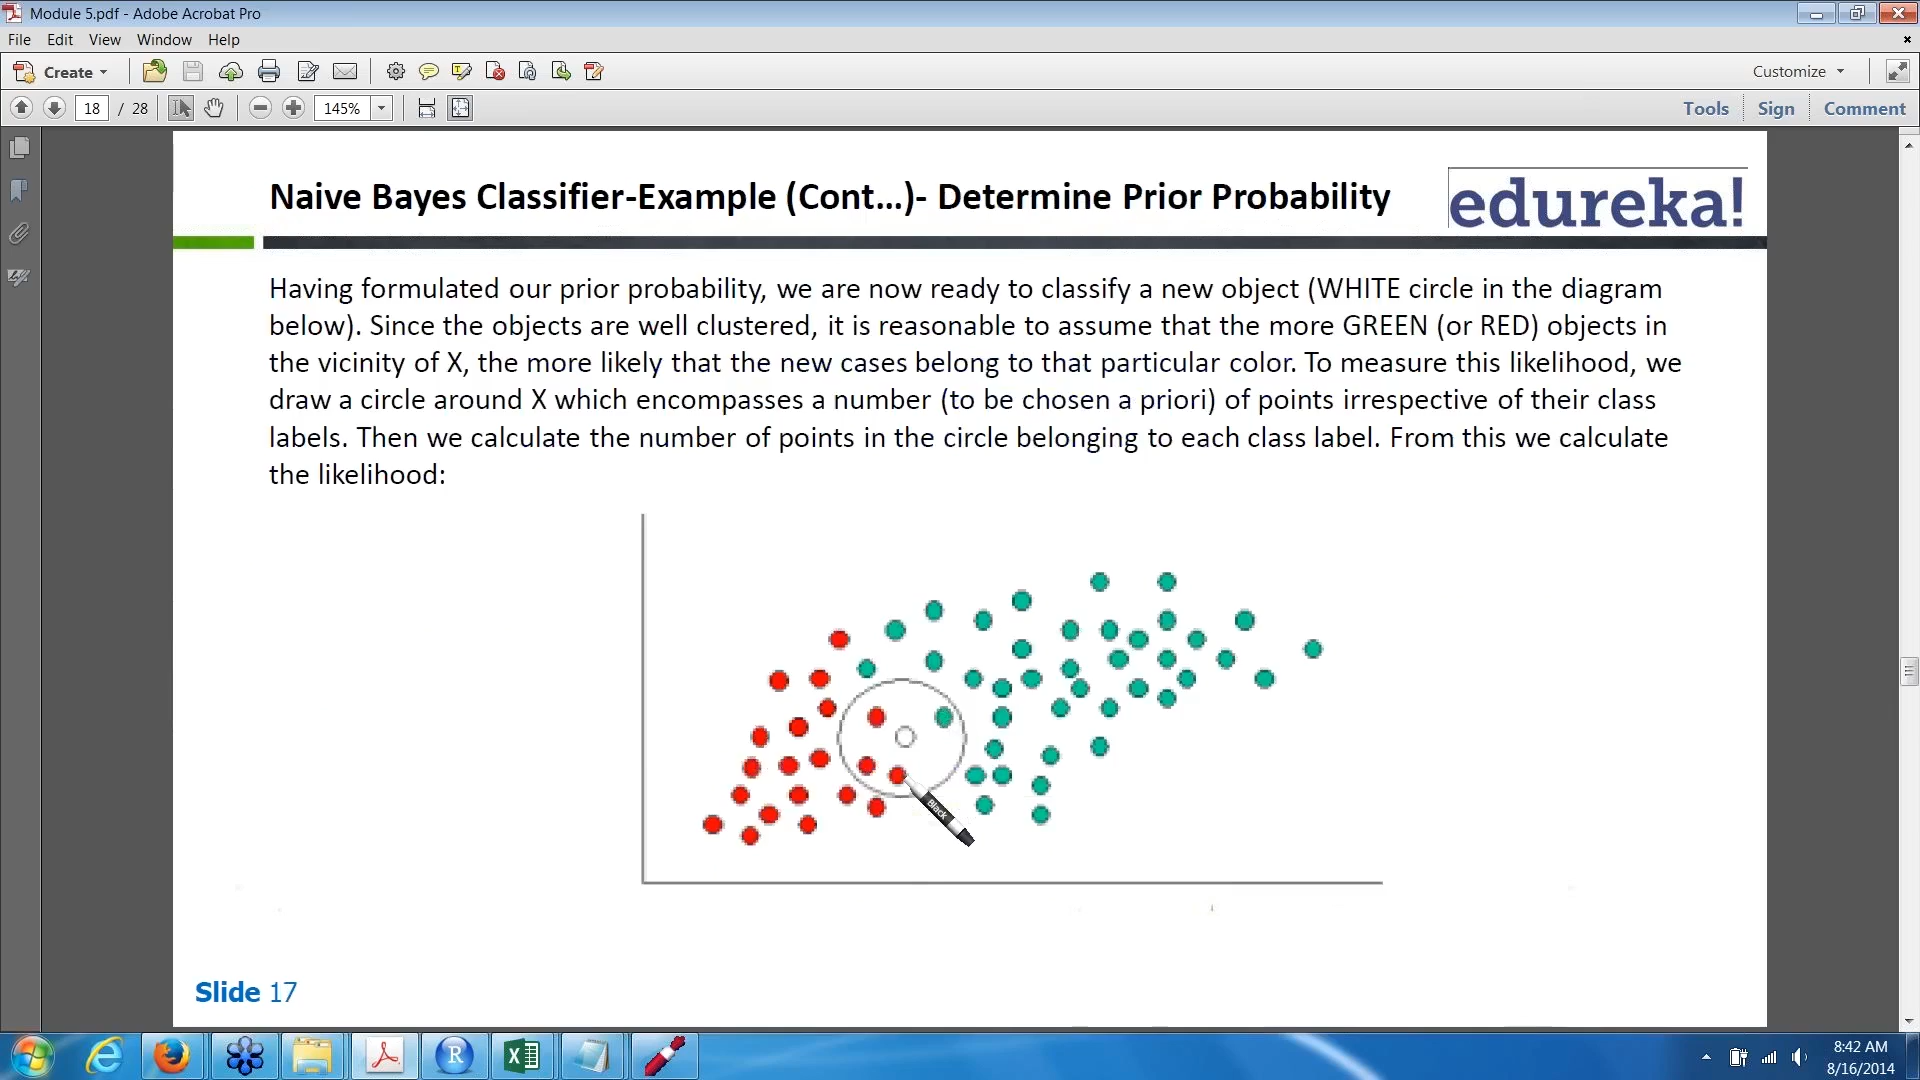 Module 5.pdf - Adobe Acrobat Pro
File Edit View Window Help
Create Customize
18 / 28 145% Tools Sign Comment
Naive Bayes Classifier-Example (Cont...)- Determine Prior Probability
edureka!
Having formulated our prior probability, we are now ready to classify a new object (WHITE circle in the diagram
below). Since the objects are well clustered, it is reasonable to assume that the more GREEN (or RED) objects in
the vicinity of X, the more likely that the new cases belong to that particular color. To measure this likelihood, we
draw a circle around X which encompasses a number (to be chosen a priori) of points irrespective of their class
labels. Then we calculate the number of points in the circle belonging to each class label. From this we calculate
the likelihood:
Black
Slide 17
8:42 AM
8/16/2014